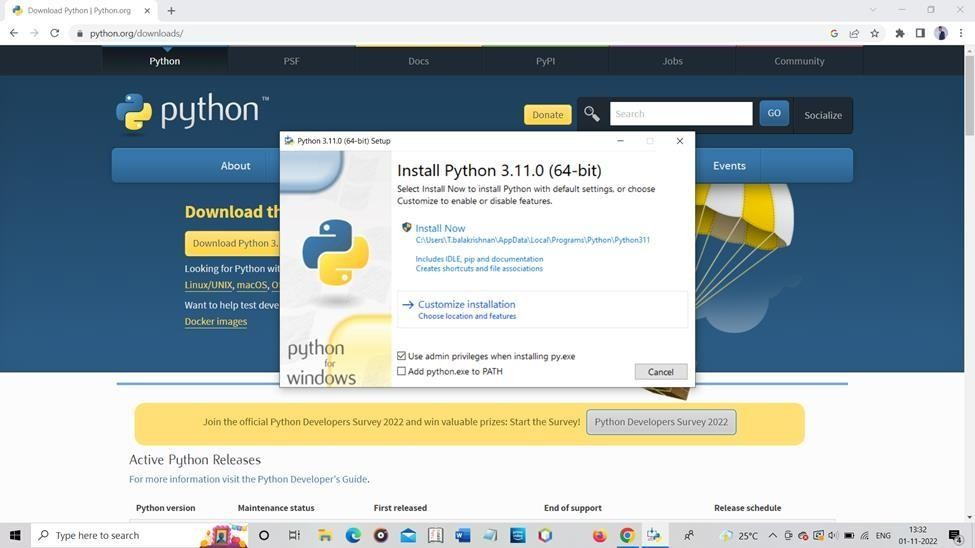 Download Python | Python.org
python.org/downloads/
Python
PSF
Docs
PyPI
Jobs
Community
python™
Donate
Search
GO
Socialize
About
Events
Python 3.11.0 (64-bit) Setup
Install Python 3.11.0 (64-bit)
Select Install Now to install Python with default settings, or choose
Customize to enable or disable features.
Install Now
C:\Users\T.balakrishnan\AppData\Local\Programs\Python\Python311
Includes IDLE, pip and documentation
Creates shortcuts and file associations
Customize installation
Choose location and features
Use admin privileges when installing py.exe
Add python.exe to PATH
Cancel
python
for
windows
Download th
Download Python 3.
Looking for Python wit
Linux/UNIX, macOS, O
Want to help test deve
Docker images
Join the official Python Developers Survey 2022 and win valuable prizes: Start the Survey!
Python Developers Survey 2022
Active Python Releases
For more information visit the Python Developer's Guide.
Python version
Maintenance status
First released
End of support
Release schedule
Type here to search
25°C
ENG
13:32
01-11-2022
4